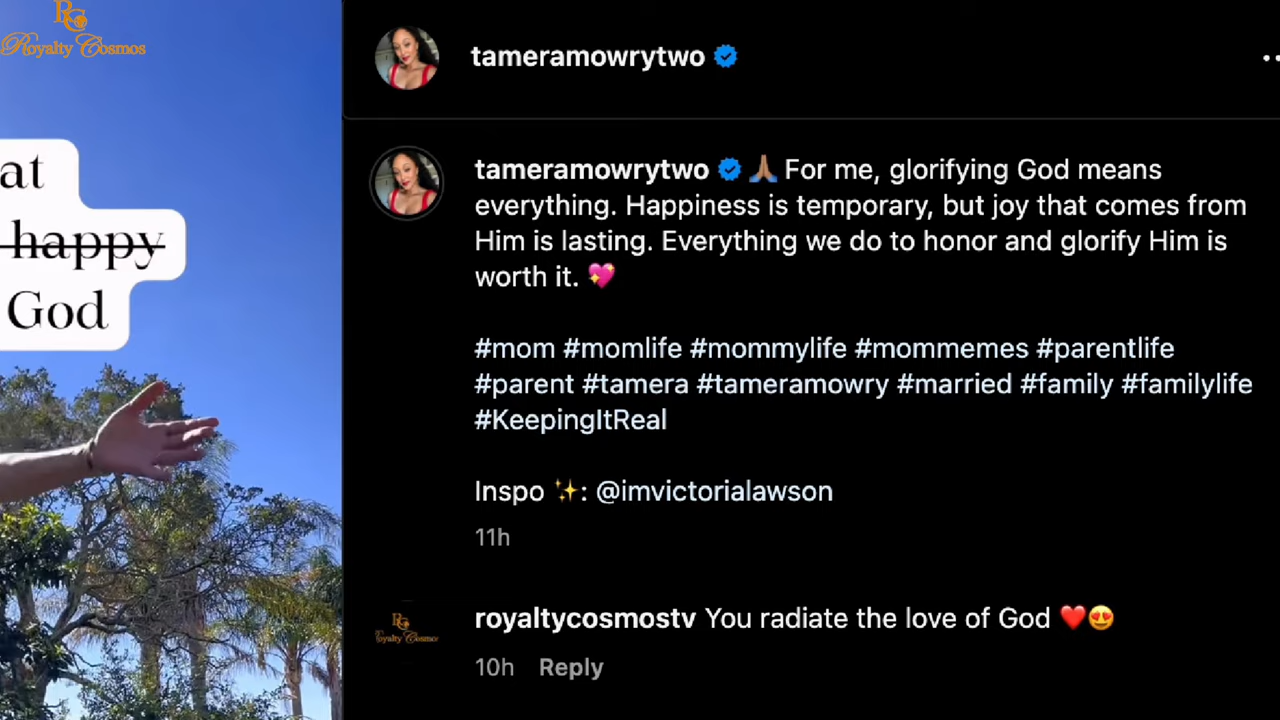 RC
Royalty Cosmos
at
happy
God
tameramowrytwo
tameramowrytwo 🙏🏽 For me, glorifying God means
everything. Happiness is temporary, but joy that comes from
Him is lasting. Everything we do to honor and glorify Him is
worth it. 💖
#mom #momlife #mommylife #mommemes #parentlife
#parent #tamera #tameramowry #married #family #familylife
#KeepingItReal
Inspo ✨: @imvictorialawson
11h
royaltycosmostv You radiate the love of God ❤️😍
Royalty Cosmos
10h Reply